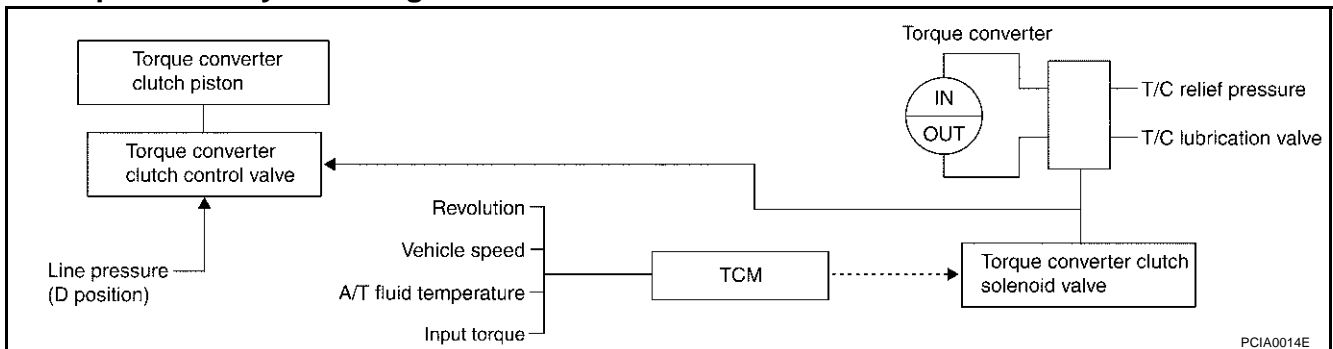 Torque converter
clutch piston
Torque converter
clutch control valve
Line pressure
(D position)
Revolution
Vehicle speed
A/T fluid temperature
Input torque
TCM
Torque converter
IN
OUT
T/C relief pressure
T/C lubrication valve
Torque converter clutch
solenoid valve
PCIA0014E